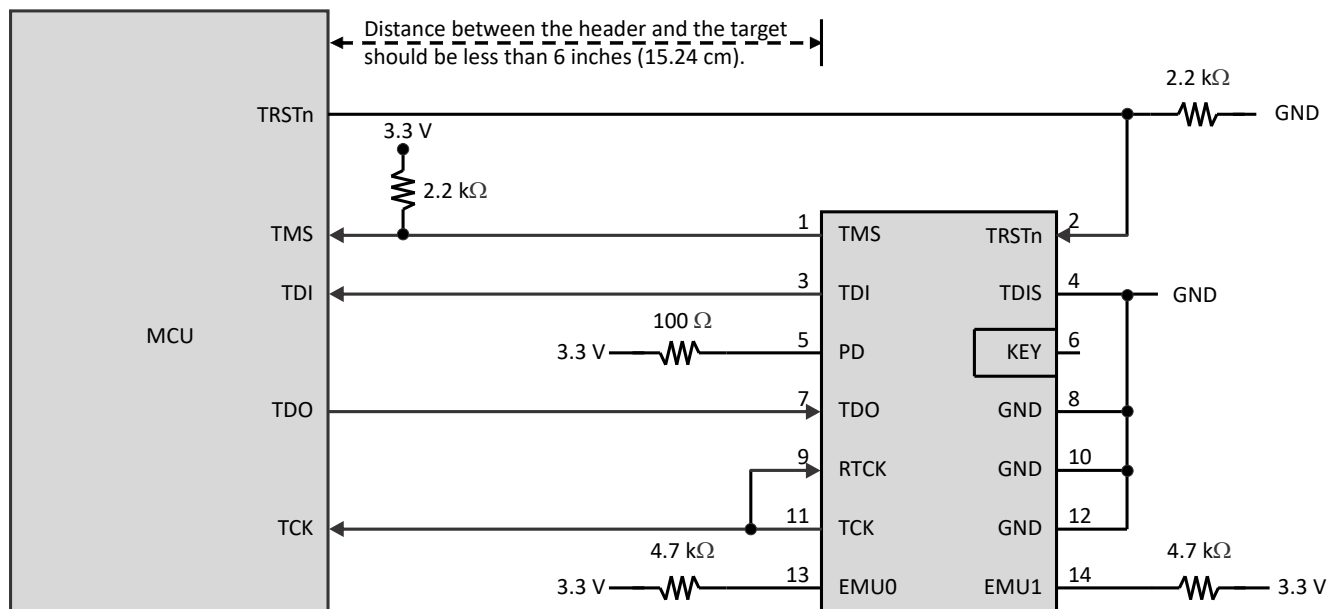 Distance between the header and the target
should be less than 6 inches (15.24 cm).
2.2 kΩ
TRSTn
GND
3.3 V
2.2 kΩ
TMS
1
TMS
TRSTn
2
TDI
3
TDI
TDIS
4
GND
100 Ω
MCU
3.3 V
5
PD
KEY
6
TDO
7
TDO
GND
8
9
RTCK
GND
10
TCK
11
TCK
GND
12
4.7 kΩ
4.7 kΩ
3.3 V
13
EMU0
EMU1
14
3.3 V